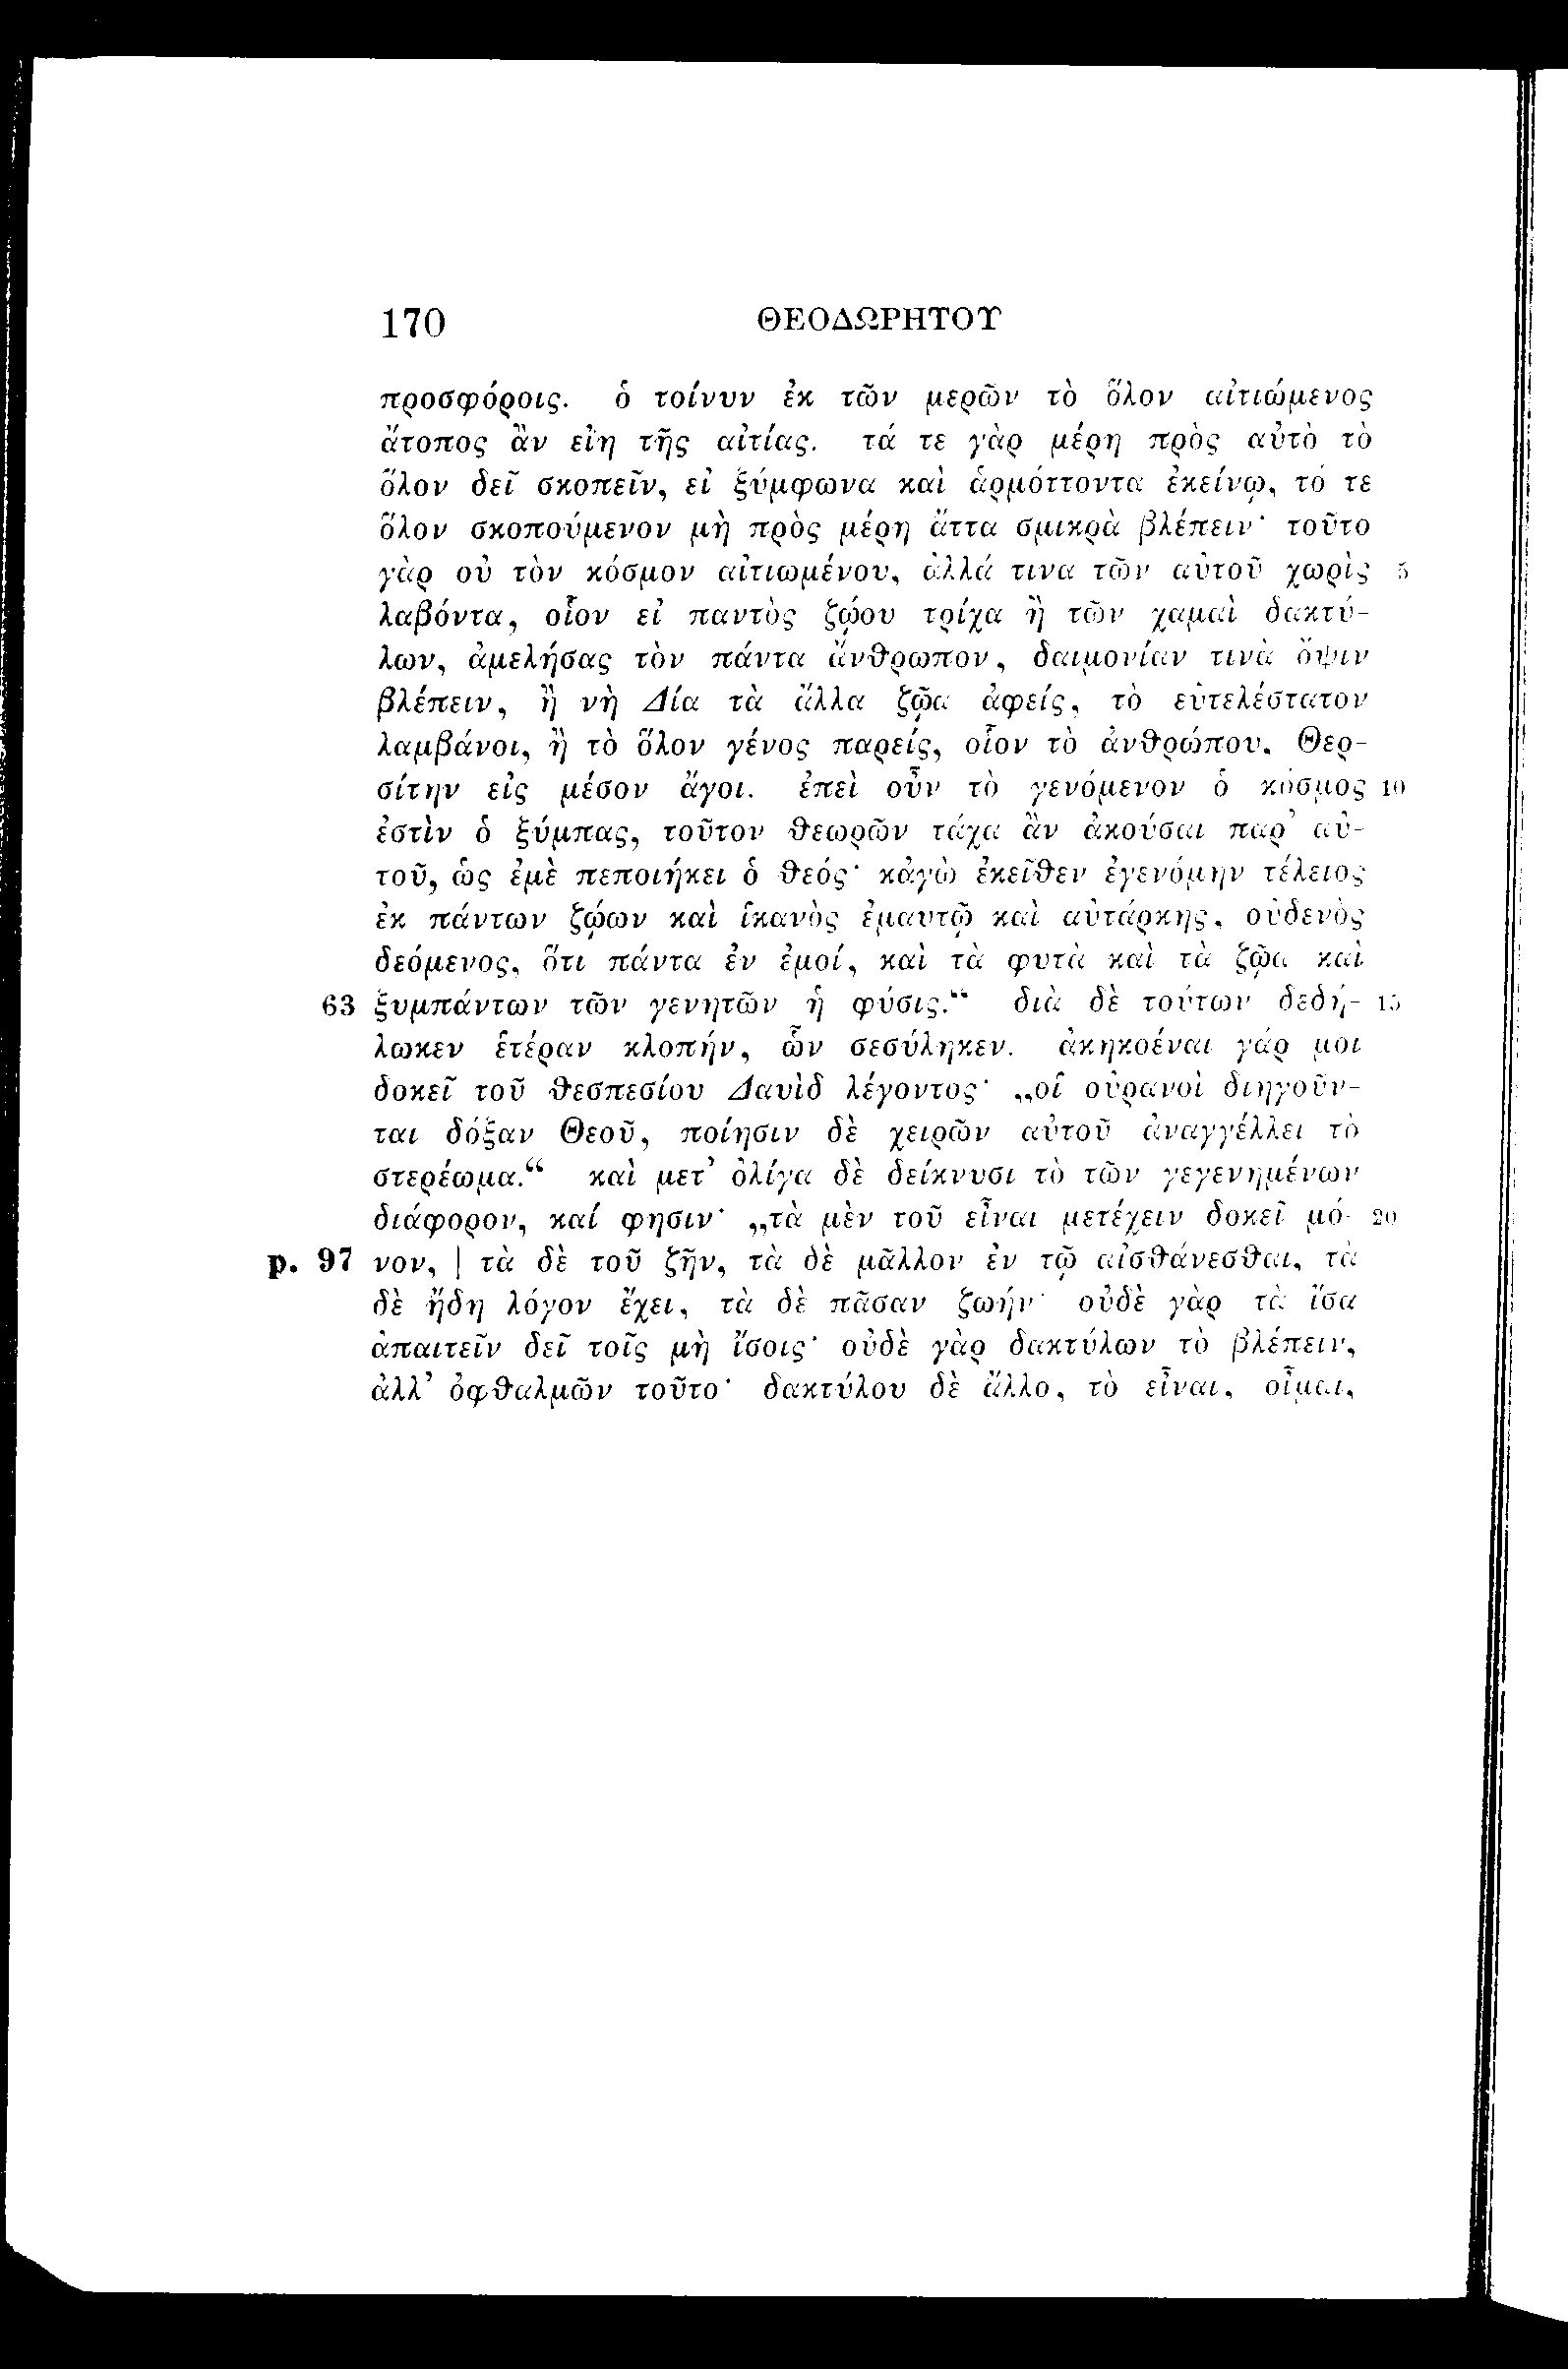 170 ΘΕΟΔΩΡΗΤΟΥ
προσφόροις. ὁ τοίνυν ἐκ τῶν μερῶν τὸ ὅλον αἰτιώμενος
ἄτοπος ἂν εἴη τῆς αἰτίας. τά τε γὰρ μέρη πρὸς αὐτὸ τὸ
ὅλον δεῖ σκοπεῖν, εἰ ξύμφωνα καὶ ἁρμόττοντα ἐκείνῳ, τό τε
ὅλον σκοπούμενον μὴ πρὸς μέρη ἄττα σμικρὰ βλέπειν· τοῦτο
γὰρ οὐ τὸν κόσμον αἰτιωμένου, ἀλλά τινα τῶν αὐτοῦ χωρὶς 5
λαβόντα, οἷον εἰ παντὸς ζῴου τρίχα ἢ τῶν χαμαὶ δακτύ-
λων, ἀμελήσας τὸν πάντα ἄνθρωπον, δαιμονίαν τινὰ ὄψιν
βλέπειν, ἢ νὴ Δία τὰ ἄλλα ζῷα ἀφείς, τὸ εὐτελέστατον
λαμβάνοι, ἢ τὸ ὅλον γένος παρείς, οἷον τὸ ἀνθρώπου, Θερ-
σίτην εἰς μέσον ἄγοι. ἐπεὶ οὖν τὸ γενόμενον ὁ κόσμος 10
ἐστὶν ὁ ξύμπας, τοῦτον θεωρῶν τάχα ἂν ἀκούσαι παρ’ αὐ-
τοῦ, ὡς ἐμὲ πεποιήκει ὁ θεός· κἀγὼ ἐκεῖθεν ἐγενόμην τέλειος
ἐκ πάντων ζῴων καὶ ἱκανὸς ἐμαυτῷ καὶ αὐτάρκης, οὐδενὸς
δεόμενος, ὅτι πάντα ἐν ἐμοί, καὶ τὰ φυτὰ καὶ τὰ ζῷα καὶ
63 ξυμπάντων τῶν γενητῶν ἡ φύσις.“ διὰ δὲ τούτων δεδή- 15
λωκεν ἑτέραν κλοπήν, ὧν σεσύληκεν. ἀκηκοέναι γάρ μοι
δοκεῖ τοῦ θεσπεσίου Δαυὶδ λέγοντος· „οἱ οὐρανοὶ διηγοῦν-
ται δόξαν Θεοῦ, ποίησιν δὲ χειρῶν αὐτοῦ ἀναγγέλλει τὸ
στερέωμα.“ καὶ μετ’ ὀλίγα δὲ δείκνυσι τὸ τῶν γεγενημένων
διάφορον, καί φησιν· „τὰ μὲν τοῦ εἶναι μετέχειν δοκεῖ μό- 20
p. 97 νον, | τὰ δὲ τοῦ ζῆν, τὰ δὲ μᾶλλον ἐν τῷ αἰσθάνεσθαι, τὰ
δὲ ἤδη λόγον ἔχει, τὰ δὲ πᾶσαν ζωήν· οὐδὲ γὰρ τὰ ἴσα
ἀπαιτεῖν δεῖ τοῖς μὴ ἴσοις· οὐδὲ γὰρ δακτύλων τὸ βλέπειν,
ἀλλ’ ὀφθαλμῶν τοῦτο· δακτύλου δὲ ἄλλο, τὸ εἶναι, οἶμαι,